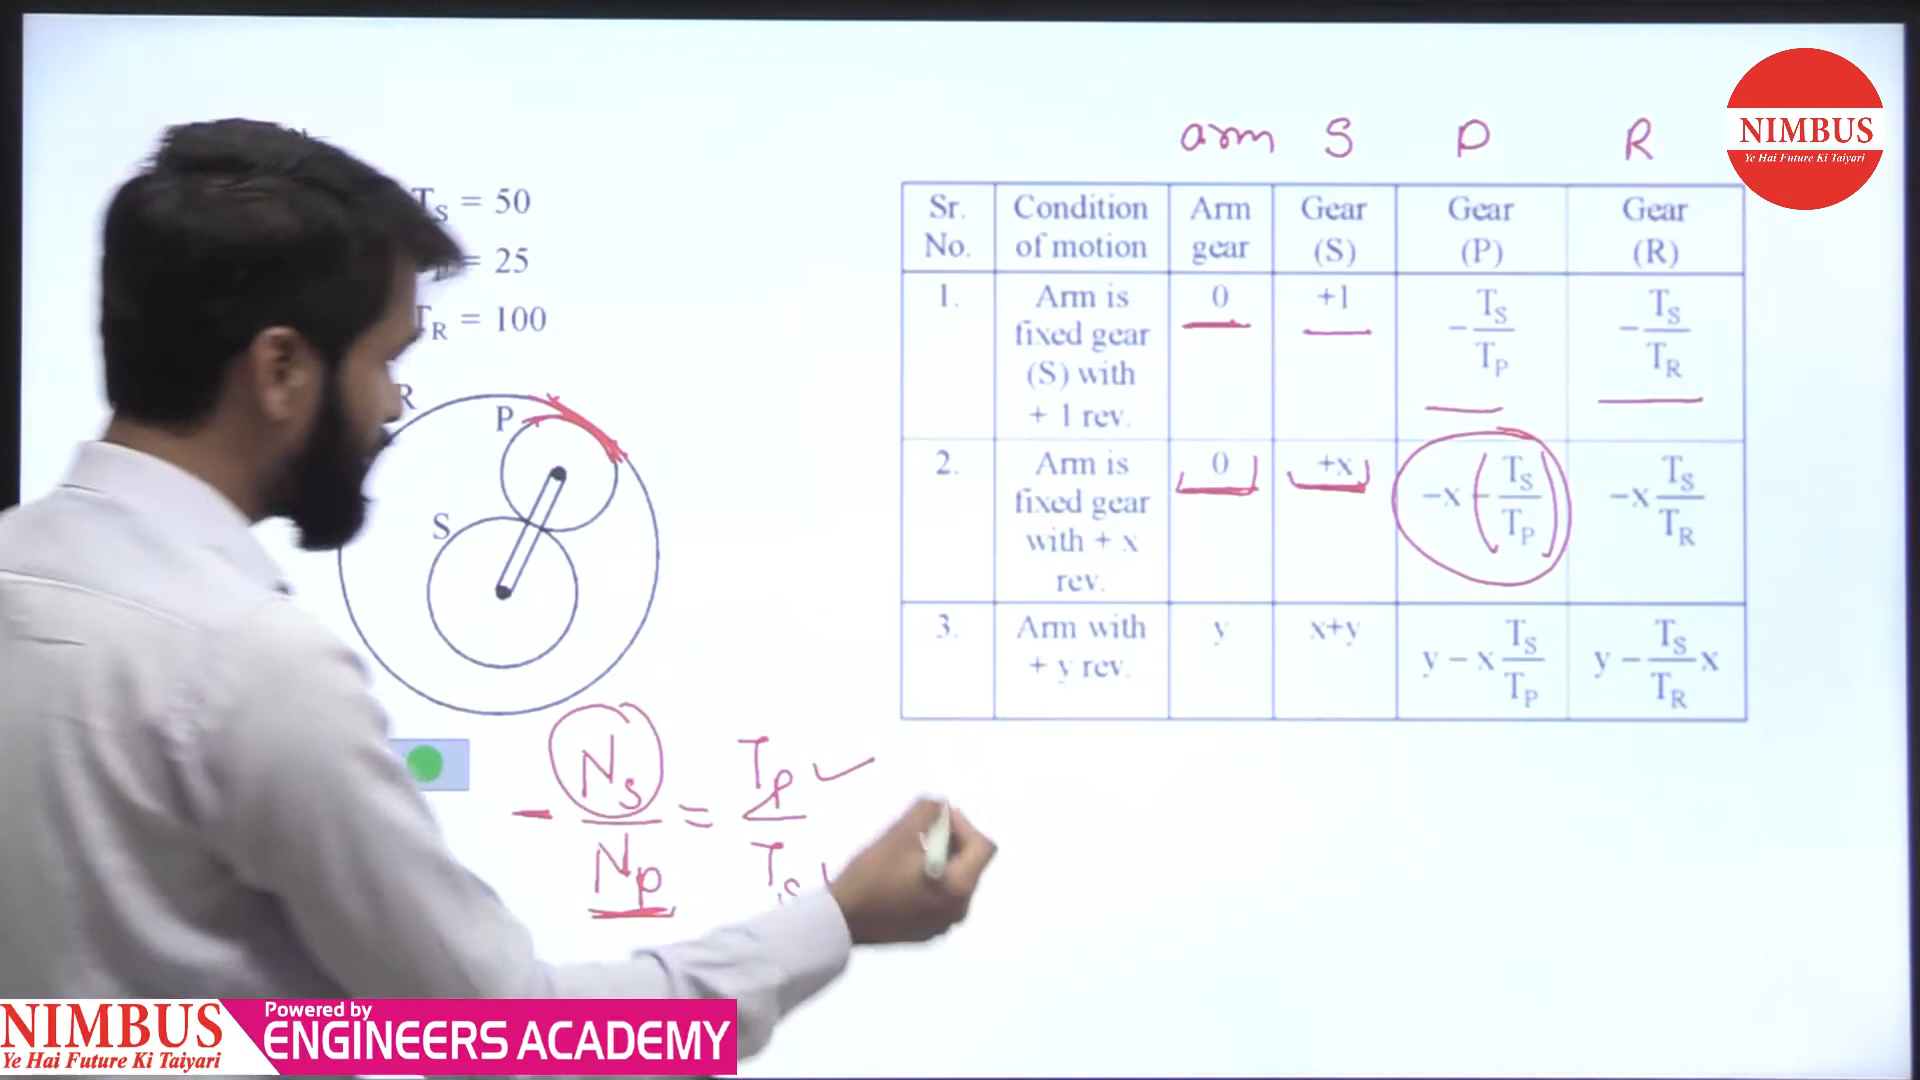 arm S P R
NIMBUS
Ye Hai Future Ki Taiyari
TS = 50
= 25
TR = 100
R
P
S
Sr. No. Condition of motion Arm gear Gear (S) Gear (P) Gear (R)
1. Arm is fixed gear (S) with + 1 rev. 0 +1 -TS/TP -TS/TR
2. Arm is fixed gear with + x rev. 0 +x -x-(TS/TP) -x TS/TR
3. Arm with + y rev. y x+y y - x TS/TP y - TS/TR x
- Ns/Np = Tp/Ts
NIMBUS
Ye Hai Future Ki Taiyari
Powered by
ENGINEERS ACADEMY